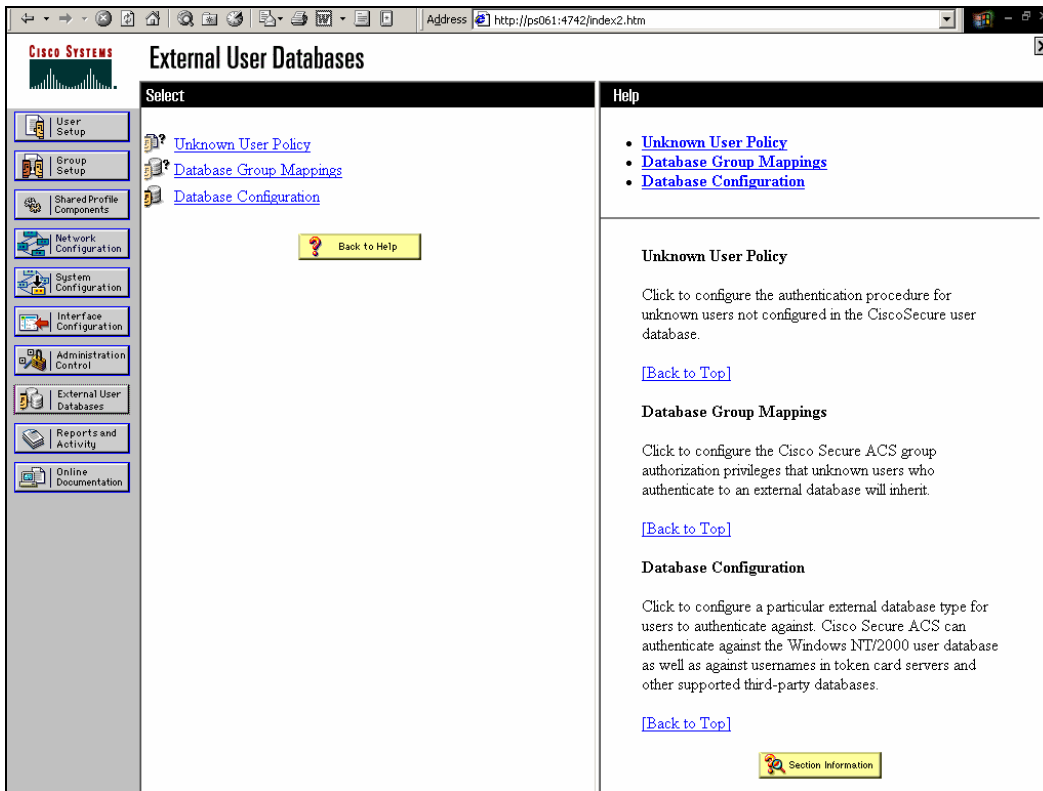 Address http://ps061:4742/index2.htm
CISCO SYSTEMS
External User Databases
Select
Help
User
Setup
Group
Setup
Shared Profile
Components
Network
Configuration
System
Configuration
Interface
Configuration
Administration
Control
External User
Databases
Reports and
Activity
Online
Documentation
Unknown User Policy
Database Group Mappings
Database Configuration
Back to Help
Unknown User Policy
Database Group Mappings
Database Configuration
Unknown User Policy
Click to configure the authentication procedure for
unknown users not configured in the CiscoSecure user
database.
[Back to Top]
Database Group Mappings
Click to configure the Cisco Secure ACS group
authorization privileges that unknown users who
authenticate to an external database will inherit.
[Back to Top]
Database Configuration
Click to configure a particular external database type for
users to authenticate against. Cisco Secure ACS can
authenticate against the Windows NT/2000 user database
as well as against usernames in token card servers and
other supported third-party databases.
[Back to Top]
Section Information